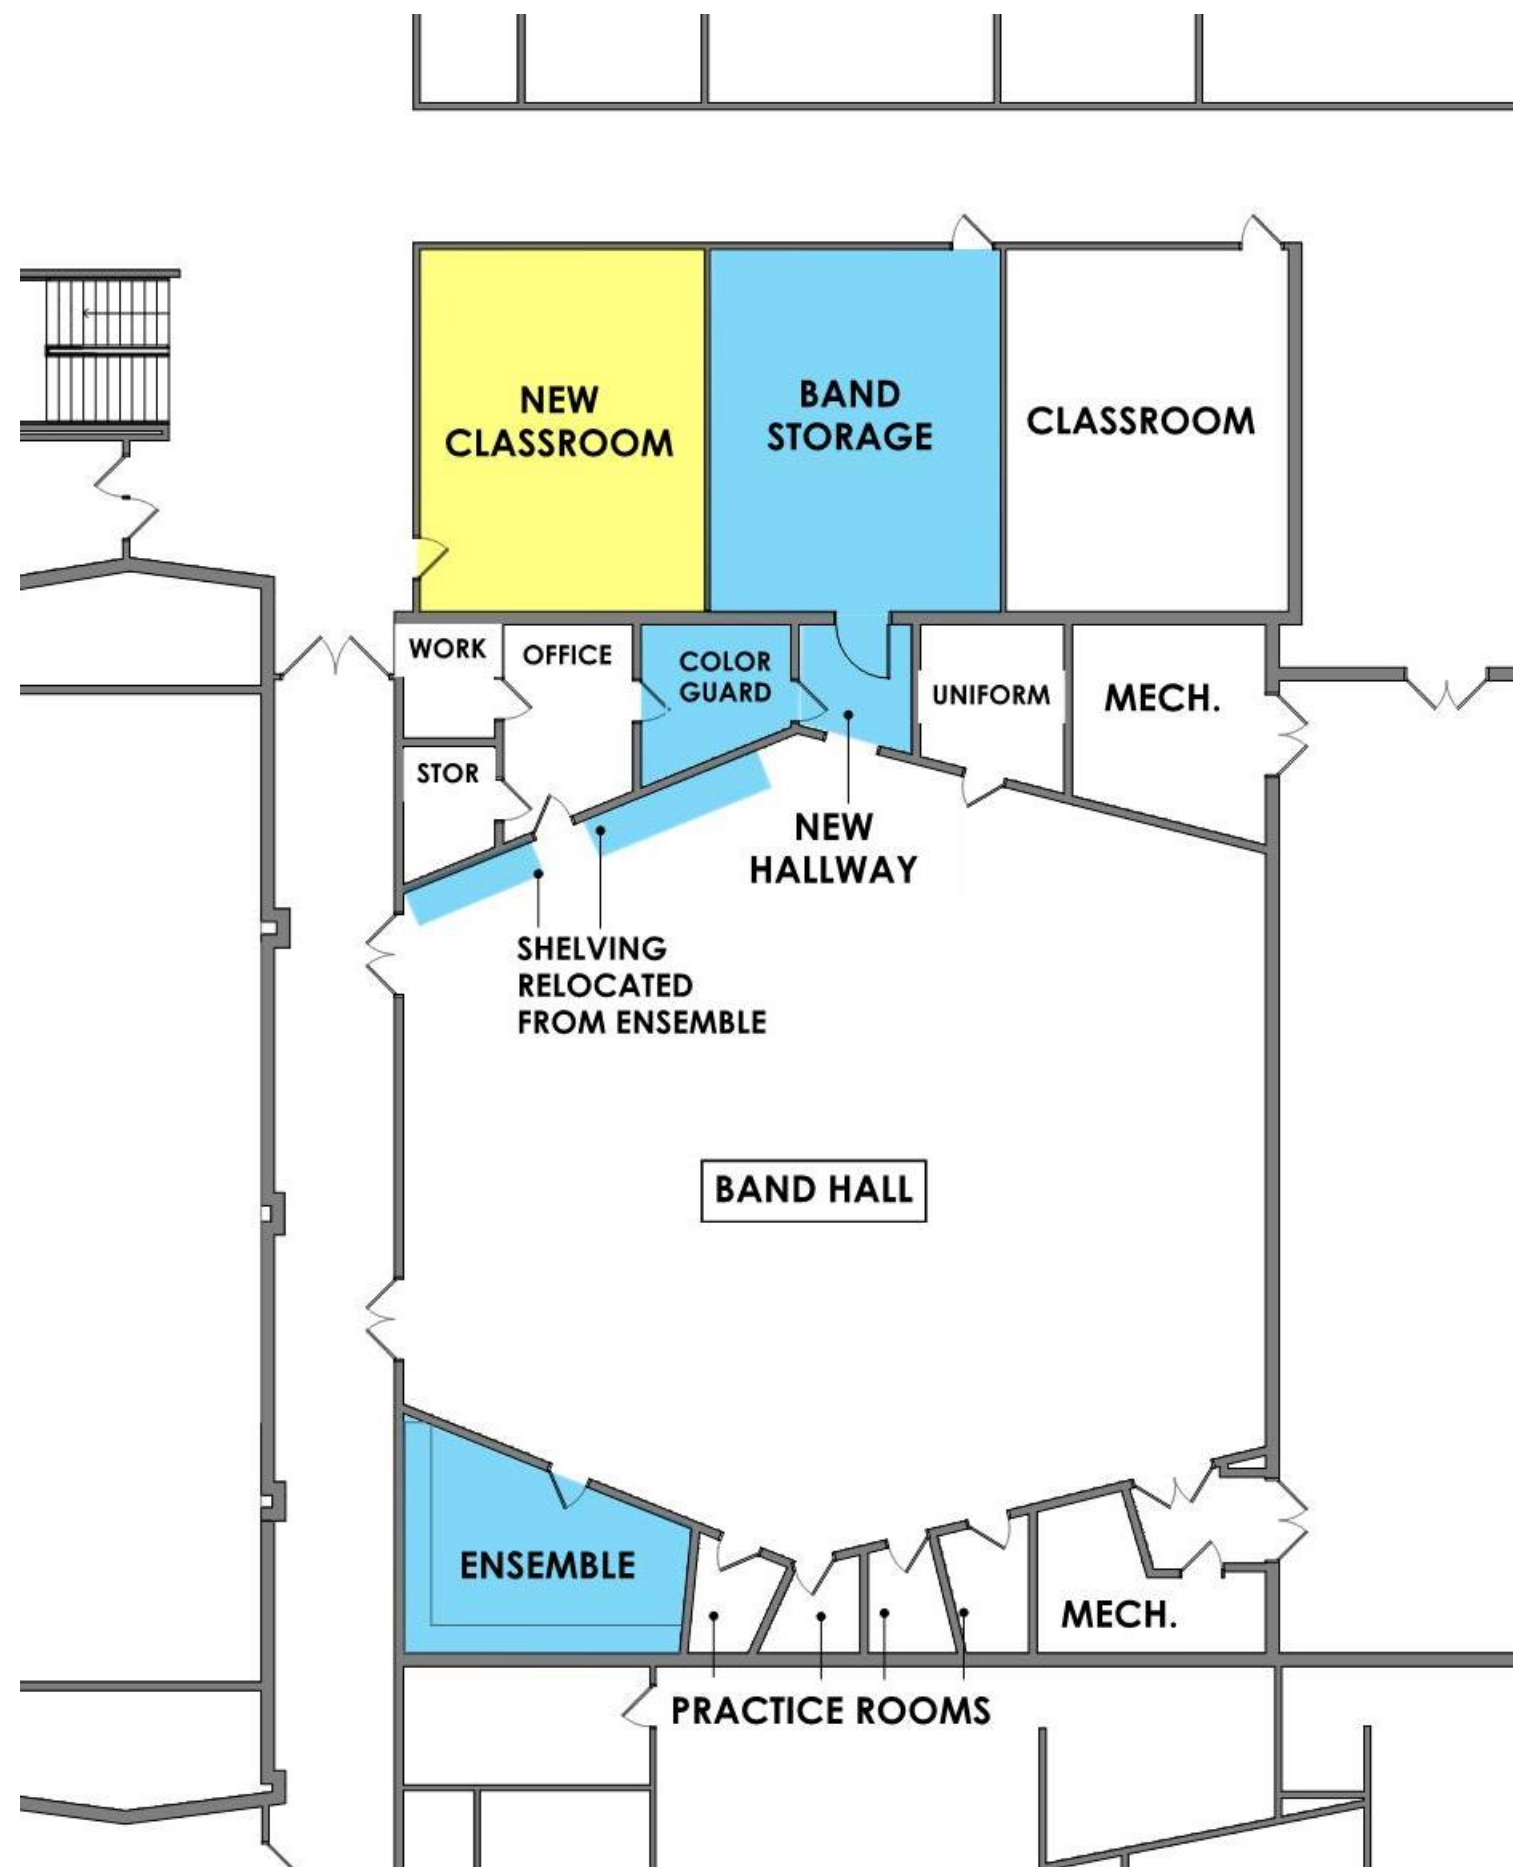 NEW
CLASSROOM
BAND
STORAGE
CLASSROOM
WORK
OFFICE
COLOR
GUARD
UNIFORM
MECH.
STOR
NEW
HALLWAY
SHELVING
RELOCATED
FROM ENSEMBLE
BAND HALL
ENSEMBLE
MECH.
PRACTICE ROOMS